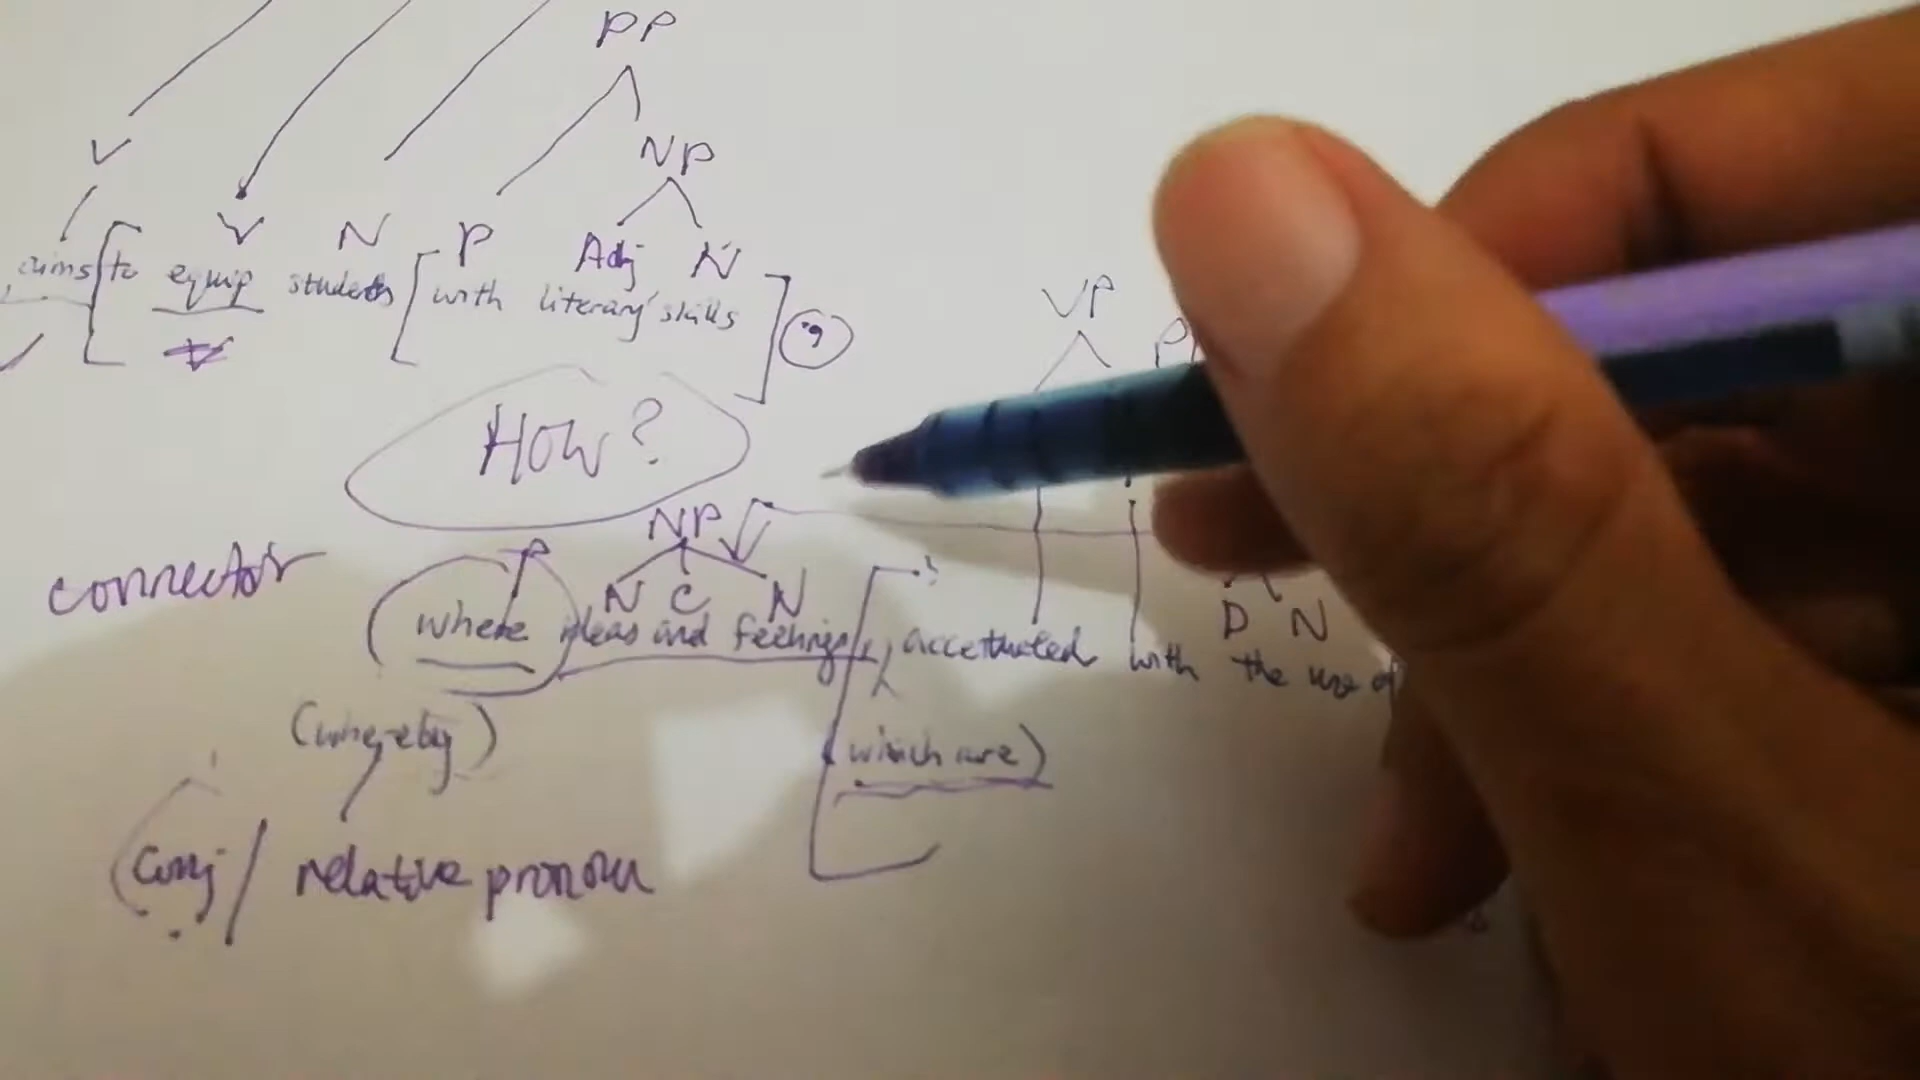 PP
V NP
V N P Adj N
aims to equip students with literary skills
VP
HOW?
NP
connector P N C N D N
where ideas and feelings, accetuated with the use of
(whereby) which are)
Conj / relative pronoun